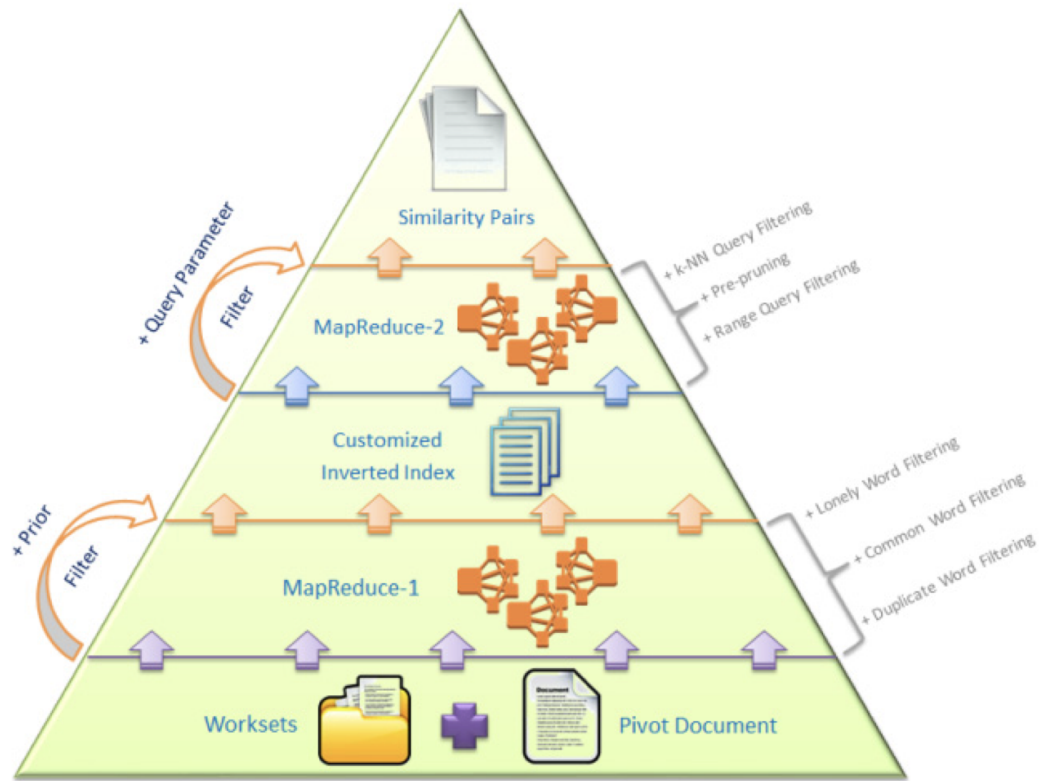 Similarity Pairs
+ Query Parameter
Filter
+ k-NN Query Filtering
+ Pre-pruning
+ Range Query Filtering
MapReduce-2
Customized
Inverted Index
+ Prior
Filter
+ Lonely Word Filtering
+ Common Word Filtering
+ Duplicate Word Filtering
MapReduce-1
Worksets
Document
Pivot Document